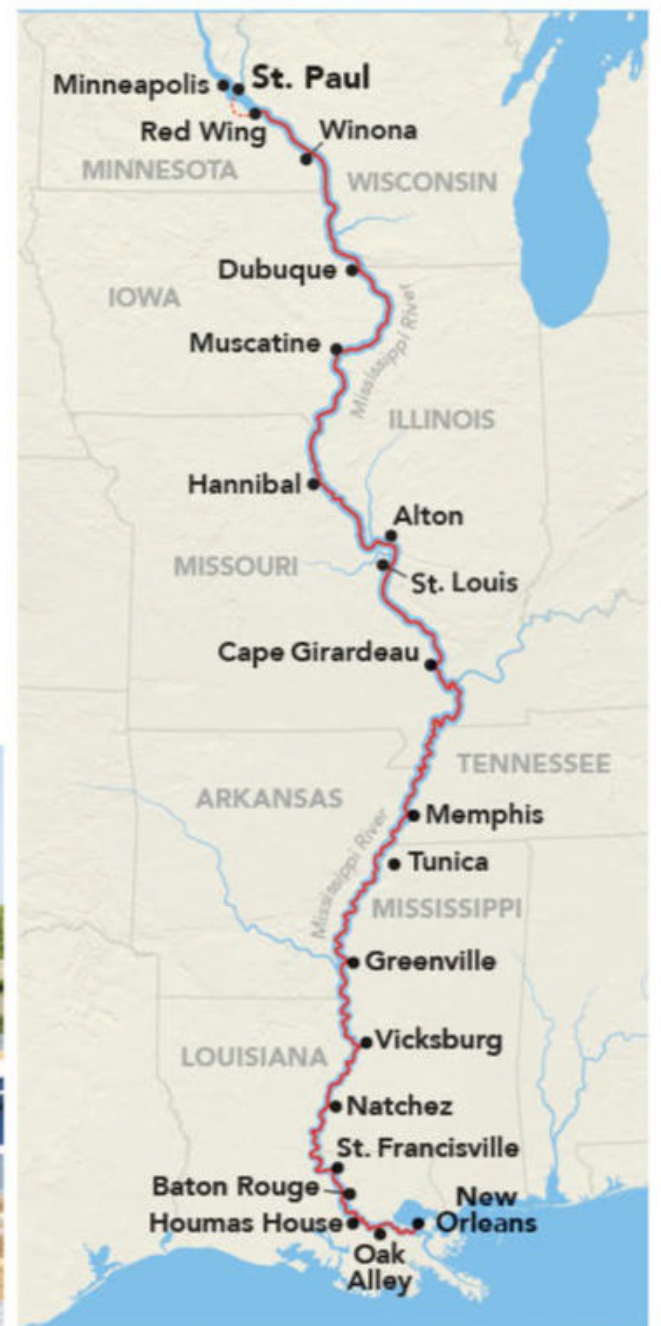 Minneapolis
St. Paul
Red Wing
Winona
MINNESOTA
WISCONSIN
Dubuque
IOWA
Mississippi River
Muscatine
ILLINOIS
Hannibal
Alton
MISSOURI
St. Louis
Cape Girardeau
TENNESSEE
ARKANSAS
Memphis
Mississippi River
Tunica
MISSISSIPPI
Greenville
Vicksburg
LOUISIANA
Natchez
St. Francisville
Baton Rouge
New
Houmas House
Orleans
Oak
Alley